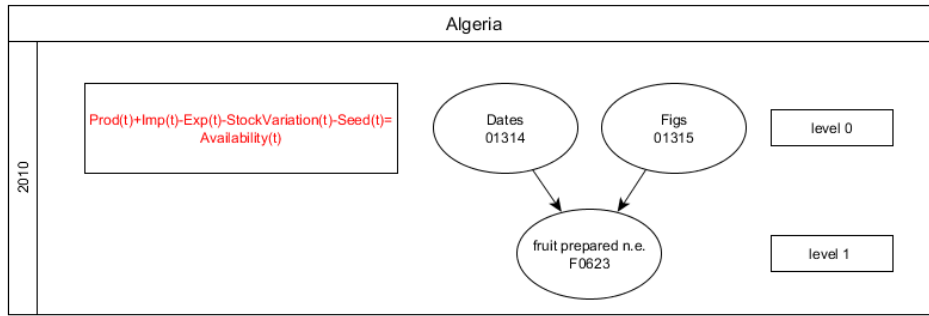 Algeria
2010
Prod(t)+Imp(t)-Exp(t)-StockVariation(t)-Seed(t)=
Availability(t)
Dates
01314
Figs
01315
level 0
fruit prepared n.e.
F0623
level 1